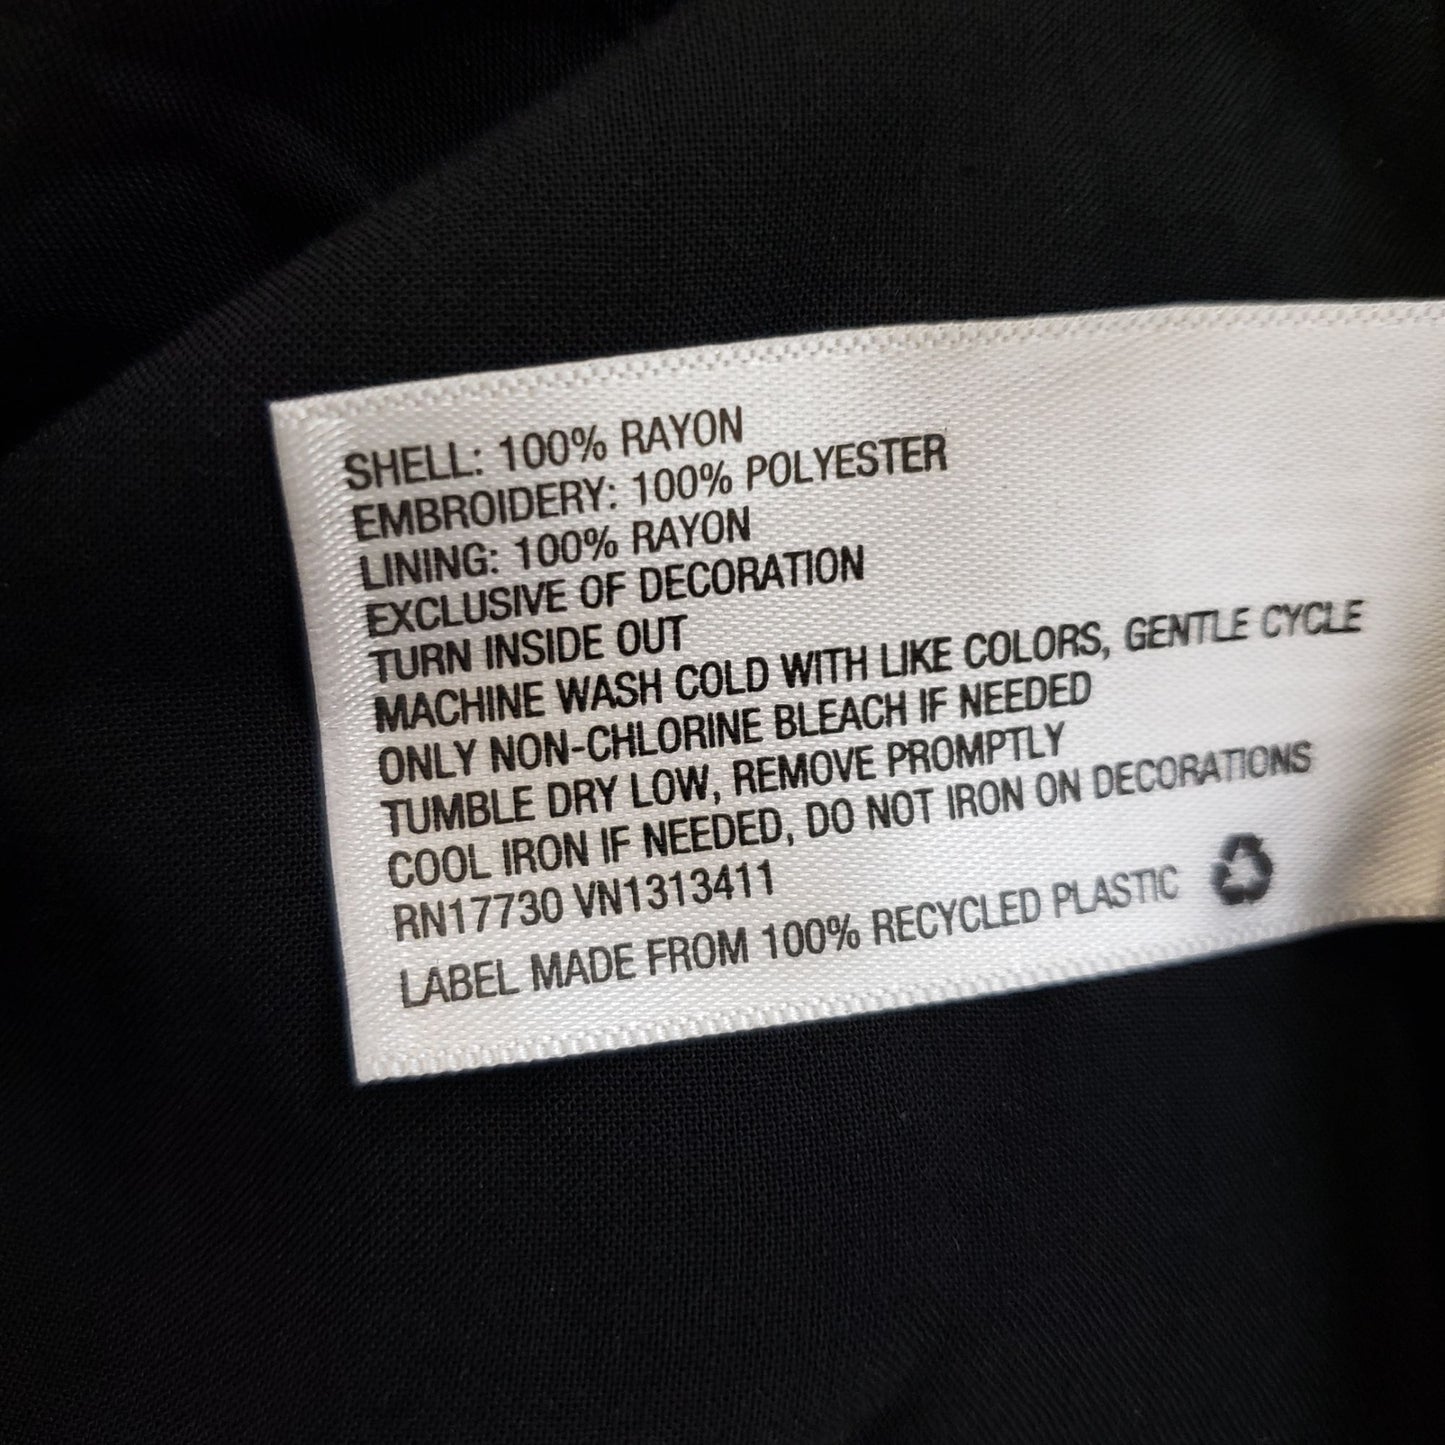 SHELL: 100% RAYON
EMBROIDERY: 100% POLYESTER
LINING: 100% RAYON
EXCLUSIVE OF DECORATION
TURN INSIDE OUT
MACHINE WASH COLD WITH LIKE COLORS, GENTLE CYCLE
ONLY NON-CHLORINE BLEACH IF NEEDED
TUMBLE DRY LOW, REMOVE PROMPTLY
COOL IRON IF NEEDED, DO NOT IRON ON DECORATIONS
RN17730 VN1313411
LABEL MADE FROM 100% RECYCLED PLASTIC